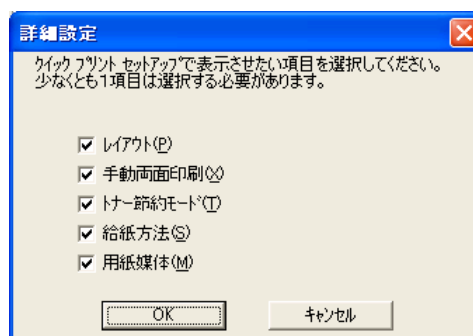 詳細設定
クイック プリント セットアップで表示させたい項目を選択してください。
少なくとも1項目は選択する必要があります。
レイアウト(P)
手動両面印刷(X)
トナー節約モード(T)
給紙方法(S)
用紙媒体(M)
OK
キャンセル